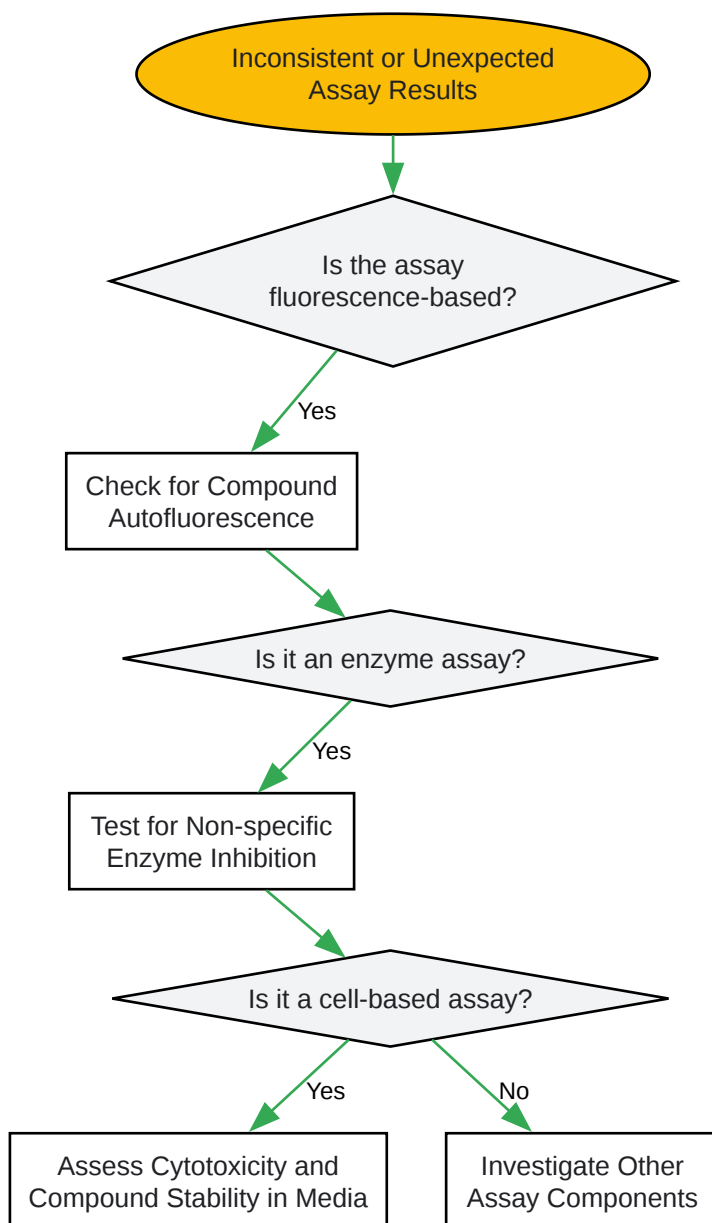 Inconsistent or Unexpected
Assay Results
Is the assay
fluorescence-based?
Yes
Check for Compound
Autofluorescence
Is it an enzyme assay?
Yes
Test for Non-specific
Enzyme Inhibition
Is it a cell-based assay?
Yes
No
Assess Cytotoxicity and
Compound Stability in Media
Investigate Other
Assay Components